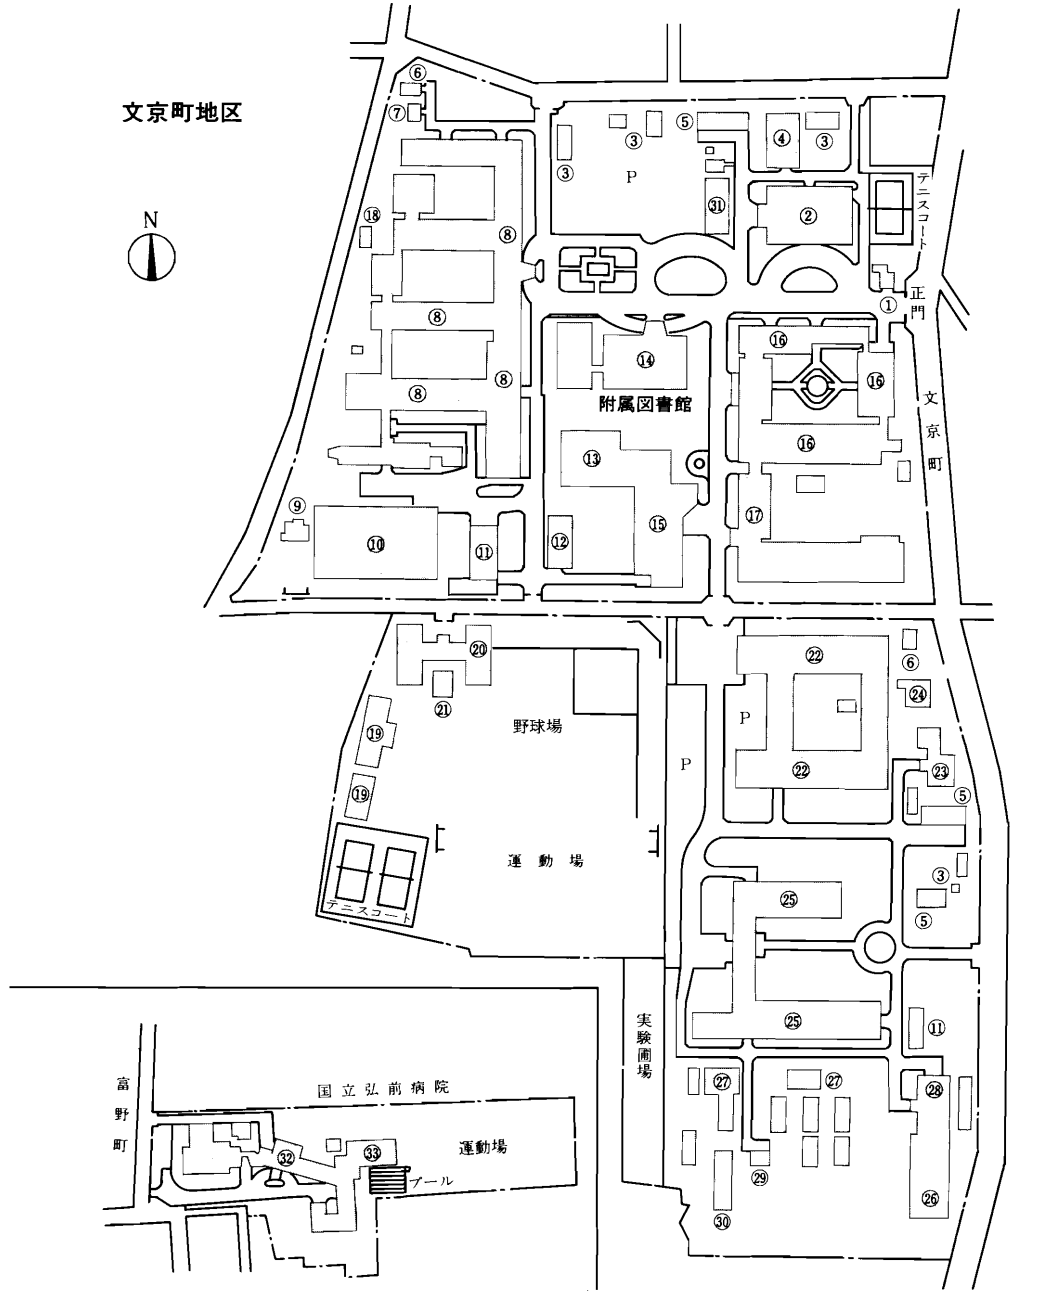 文京町地区
N
⑥
⑦
⑤
③
④
③
③
P
㉛
②
テニスコート
⑱
⑧
①
正門
⑧
⑯
⑭
⑯
⑧
⑧
附属図書館
文京町
⑯
⑬
⑨
⑰
⑮
⑩
⑪
⑫
⑳
㉒
⑥
㉑
㉔
野球場
P
⑲
P
㉒
㉓
⑲
⑤
運動場
③
テニスコート
㉕
⑤
実験圃場
㉕
⑪
富野町
国立弘前病院
㉗
㉗
㉘
運動場
㉜
㉝
プール
㉙
㉖
㉚